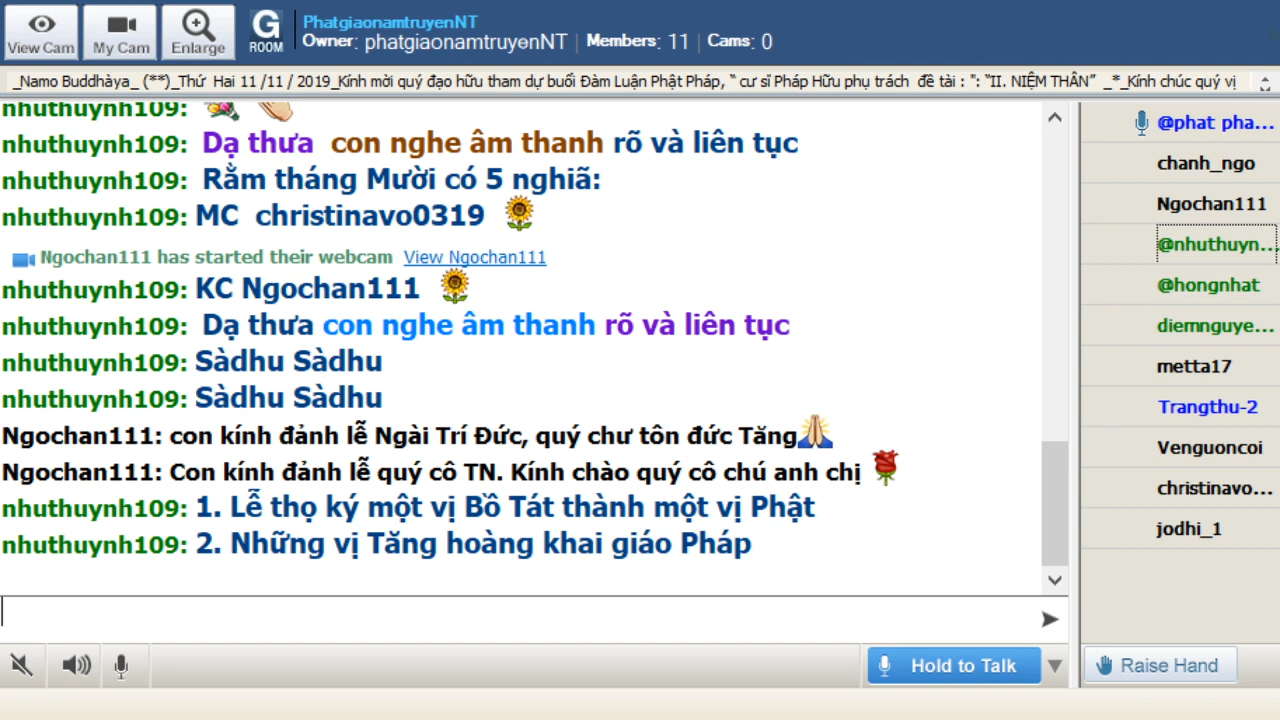 View Cam
My Cam
Enlarge
G
ROOM
PhatgiaonamtruyenNT
Owner: phatgiaonamtruyenNT | Members: 11 | Cams: 0
_Namo Buddhàya_ (**)_Thứ Hai 11 /11 / 2019_Kính mời quý đạo hữu tham dự buổi Đàm Luận Phật Pháp, “ cư sĩ Pháp Hữu phụ trách đề tài : ": “II. NIỆM THÂN” _*_Kính chúc quý vị
nhuthuynh109:
nhuthuynh109: Dạ thưa con nghe âm thanh rõ và liên tục
nhuthuynh109: Rằm tháng Mười có 5 nghiã:
nhuthuynh109: MC christinavo0319
Ngochan111 has started their webcam View Ngochan111
nhuthuynh109: KC Ngochan111
nhuthuynh109: Dạ thưa con nghe âm thanh rõ và liên tục
nhuthuynh109: Sàdhu Sàdhu
nhuthuynh109: Sàdhu Sàdhu
Ngochan111: con kính đảnh lễ Ngài Trí Đức, quý chư tôn đức Tăng
Ngochan111: Con kính đảnh lễ quý cô TN. Kính chào quý cô chú anh chị
nhuthuynh109: 1. Lễ thọ ký một vị Bồ Tát thành một vị Phật
nhuthuynh109: 2. Những vị Tăng hoàng khai giáo Pháp
@phat pha...
chanh_ngo
Ngochan111
@nhuthuyn...
@hongnhat
diemnguye...
metta17
Trangthu-2
Venguoncoi
christinavo...
jodhi_1
Hold to Talk
Raise Hand